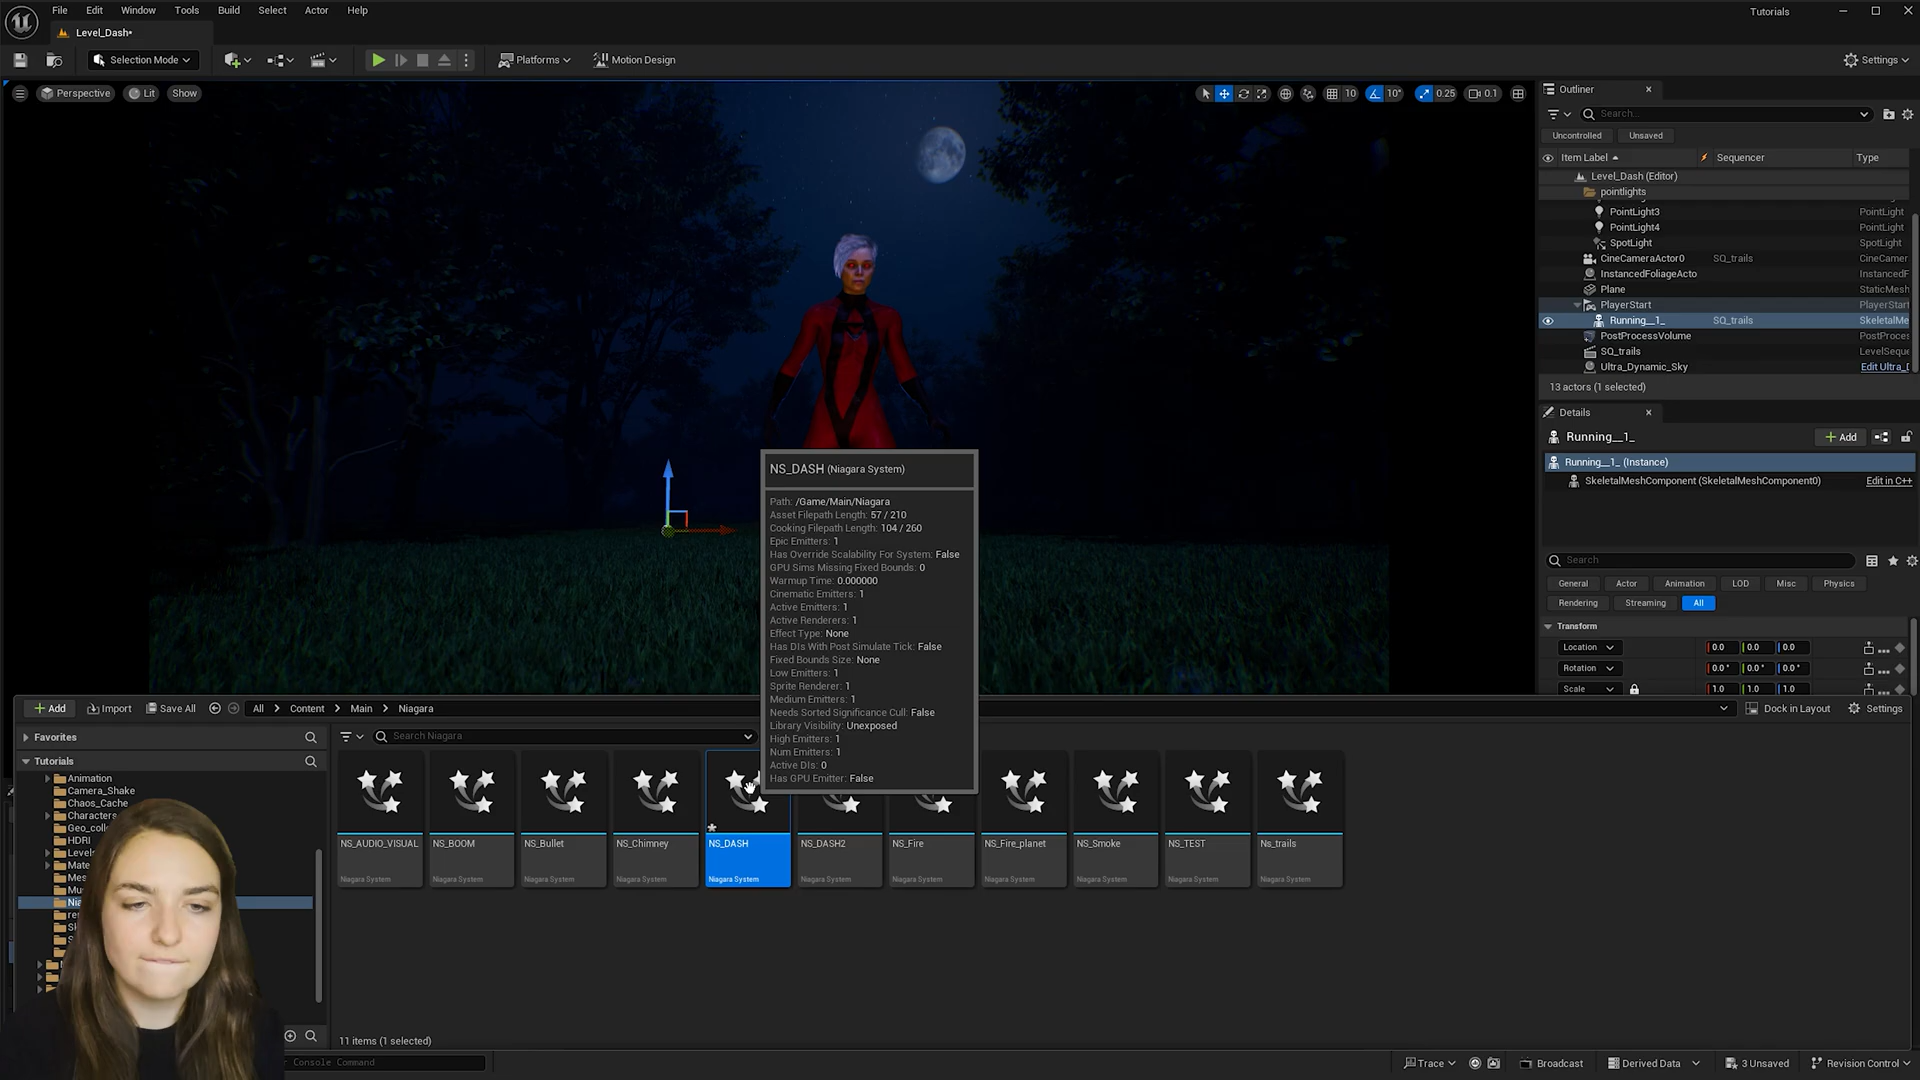 File Edit Window Tools Build Select Actor Help
Tutorials
Level_Dash•
Selection Mode
Platforms
Motion Design
Settings
Perspective Lit Show
10 10° 0.25 0.1
Outliner
Search...
Uncontrolled Unsaved
Item Label Sequencer Type
Level_Dash (Editor)
pointlights
PointLight3 PointLight
PointLight4 PointLight
SpotLight SpotLight
CineCameraActor0 SQ_trails CineCamer
InstancedFoliageActo InstancedF
Plane StaticMesh
PlayerStart PlayerStart
Running__1_ SQ_trails SkeletalMe
PostProcessVolume PostProces
SQ_trails LevelSeque
Ultra_Dynamic_Sky Edit Ultra_D
13 actors (1 selected)
Details
Running__1_
Add
Running__1_ (Instance)
SkeletalMeshComponent (SkeletalMeshComponent0) Edit in C++
Search
General Actor Animation LOD Misc Physics
Rendering Streaming All
Transform
Location 0.0 0.0 0.0
Rotation 0.0° 0.0° 0.0°
Scale 1.0 1.0 1.0
NS_DASH (Niagara System)
Path: /Game/Main/Niagara
Asset Filepath Length: 57 / 210
Cooking Filepath Length: 104 / 260
Epic Emitters: 1
Has Override Scalability For System: False
GPU Sims Missing Fixed Bounds: 0
Warmup Time: 0.000000
Cinematic Emitters: 1
Active Emitters: 1
Active Renderers: 1
Effect Type: None
Has DIs With Post Simulate Tick: False
Fixed Bounds Size: None
Low Emitters: 1
Sprite Renderer: 1
Medium Emitters: 1
Needs Sorted Significance Cull: False
Library Visibility: Unexposed
High Emitters: 1
Num Emitters: 1
Active DIs: 0
Has GPU Emitter: False
Add Import Save All All Content Main Niagara
Dock in Layout Settings
Favorites
Tutorials
Animation
Camera_Shake
Chaos_Cache
Characters
Geo_coll
HDRI
Levels
Mate
Mes
Mu
Nia
re
Search Niagara
NS_AUDIO_VISUAL NS_BOOM NS_Bullet NS_Chimney NS_DASH NS_DASH2 NS_Fire NS_Fire_planet NS_Smoke NS_TEST Ns_trails
Niagara System Niagara System Niagara System Niagara System Niagara System Niagara System Niagara System Niagara System Niagara System Niagara System Niagara System
11 items (1 selected)
Console Command
Trace Broadcast Derived Data 3 Unsaved Revision Control